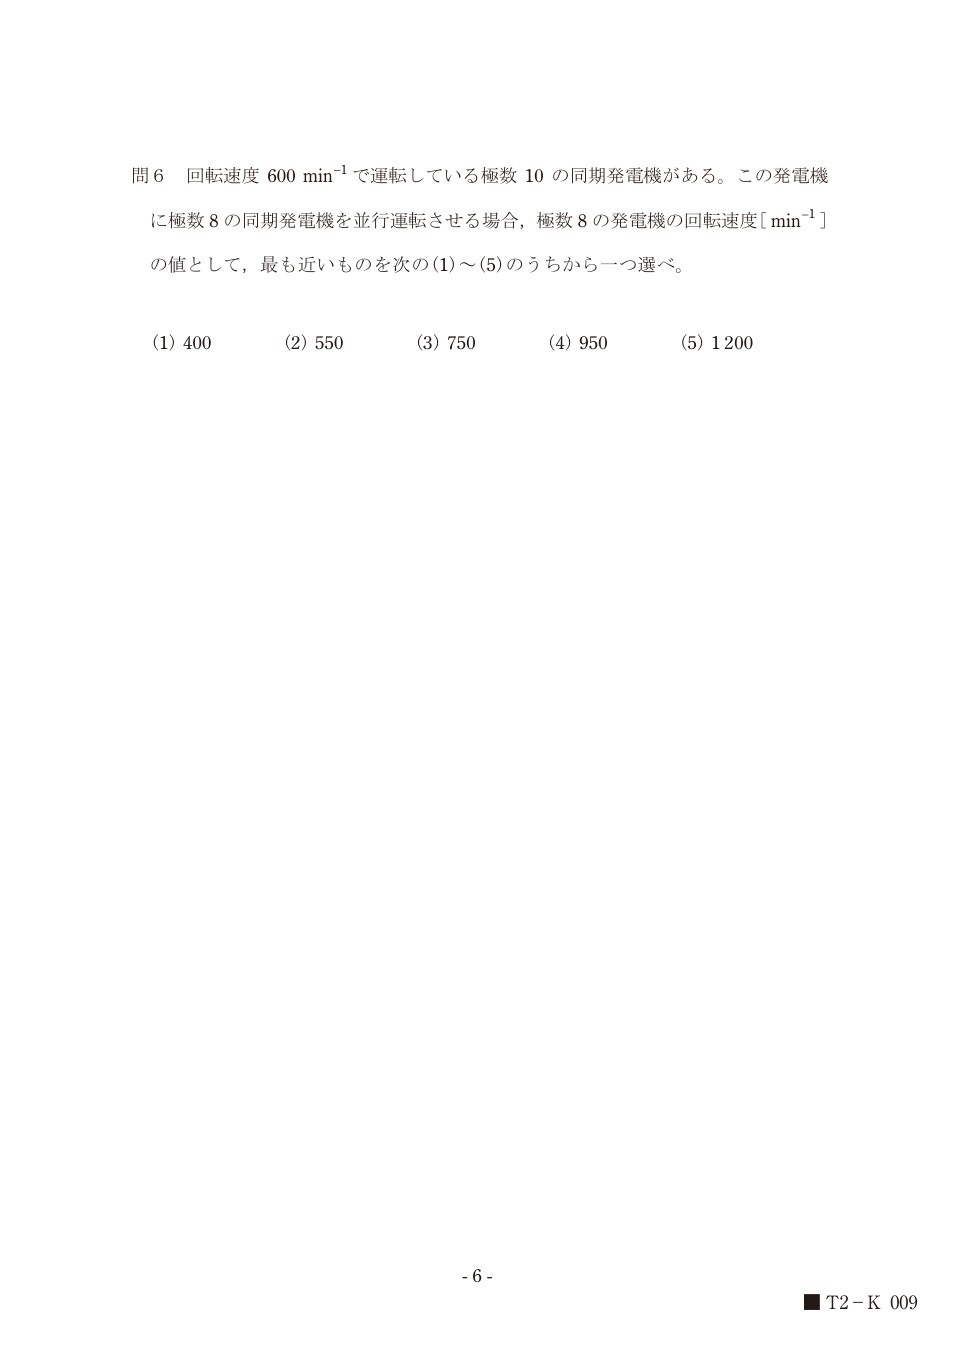 問６　回転速度 600 min⁻¹ で運転している極数 10 の同期発電機がある。この発電機
に極数 8 の同期発電機を並行運転させる場合，極数 8 の発電機の回転速度[ min⁻¹ ]
の値として，最も近いものを次の(1)～(5)のうちから一つ選べ。
(1) 400　(2) 550　(3) 750　(4) 950　(5) 1 200
- 6 -
■ T2－K 009